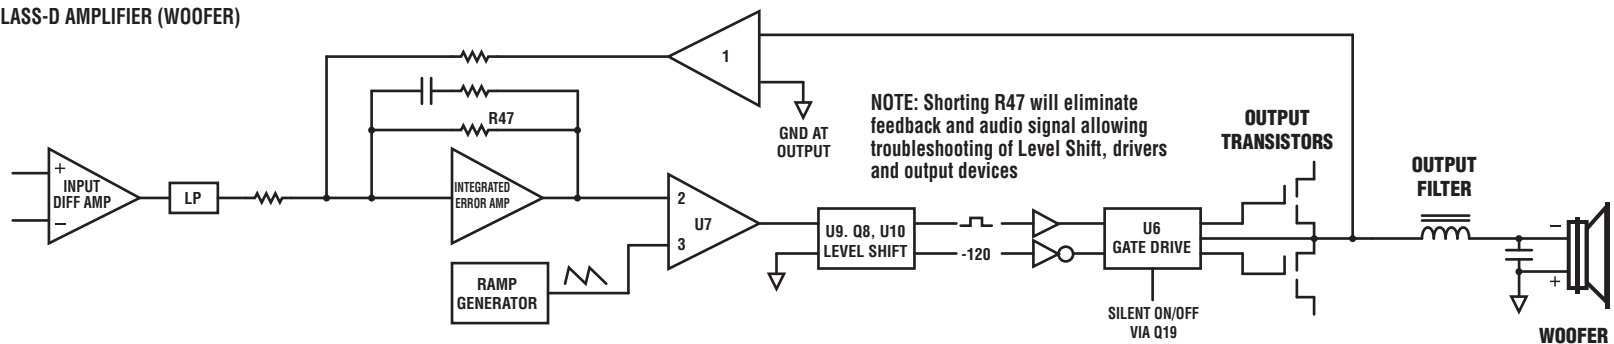 LASS-D AMPLIFIER (WOOFER)
1
R47
GND AT
OUTPUT
NOTE: Shorting R47 will eliminate
feedback and audio signal allowing
troubleshooting of Level Shift, drivers
and output devices
OUTPUT
TRANSISTORS
OUTPUT
FILTER
+
INPUT
DIFF AMP
–
LP
INTEGRATED
ERROR AMP
2
U7
3
RAMP
GENERATOR
U9. Q8, U10
LEVEL SHIFT
-120
U6
GATE DRIVE
SILENT ON/OFF
VIA Q19
–
+
WOOFER